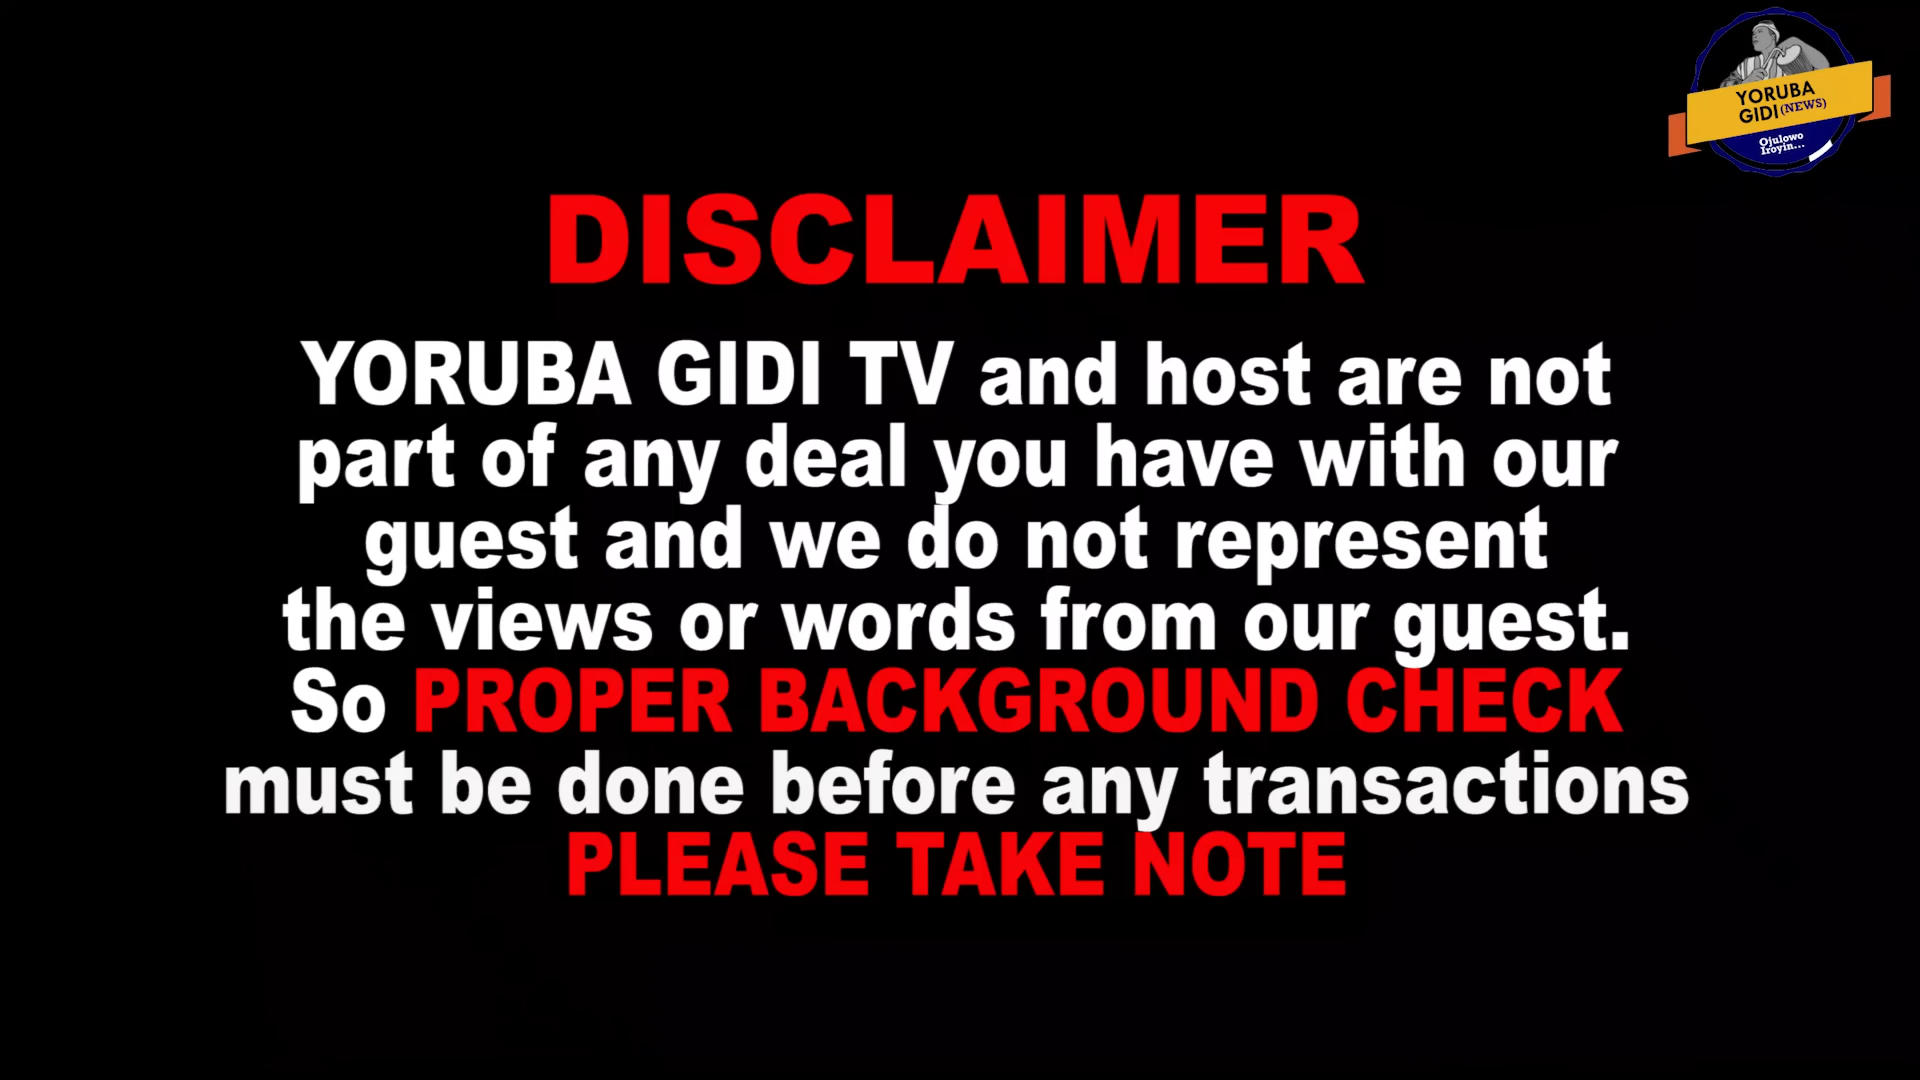 YORUBA
GIDI (NEWS)
Ojulowo
Iroyin...
DISCLAIMER
YORUBA GIDI TV and host are not
part of any deal you have with our
guest and we do not represent
the views or words from our guest.
So PROPER BACKGROUND CHECK
must be done before any transactions
PLEASE TAKE NOTE